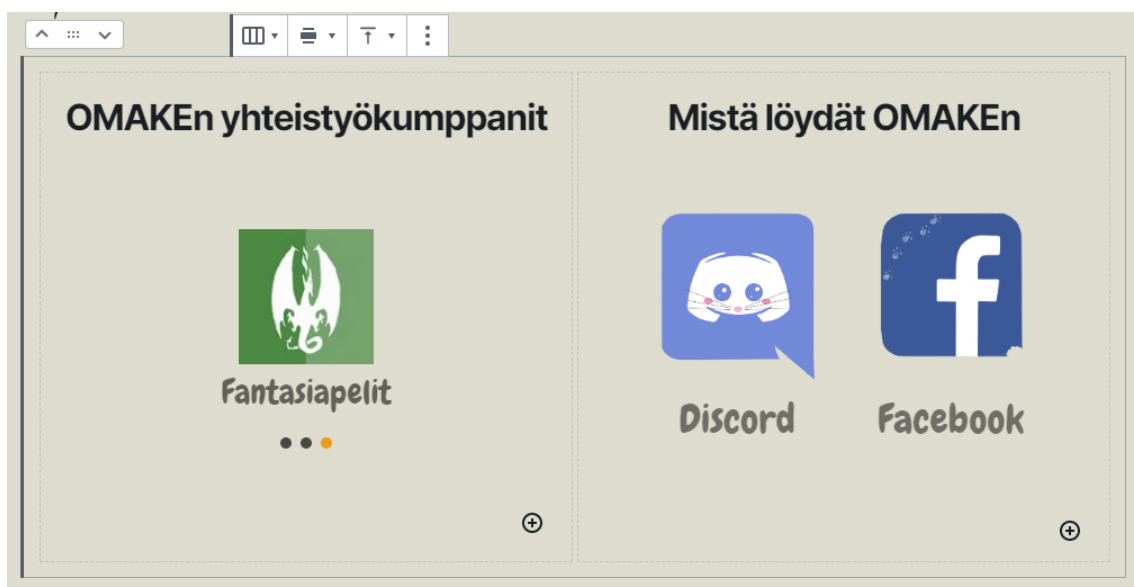 OMAKEn yhteistyökumppanit
Fantasiapelit
Mistä löydät OMAKEn
Discord
Facebook